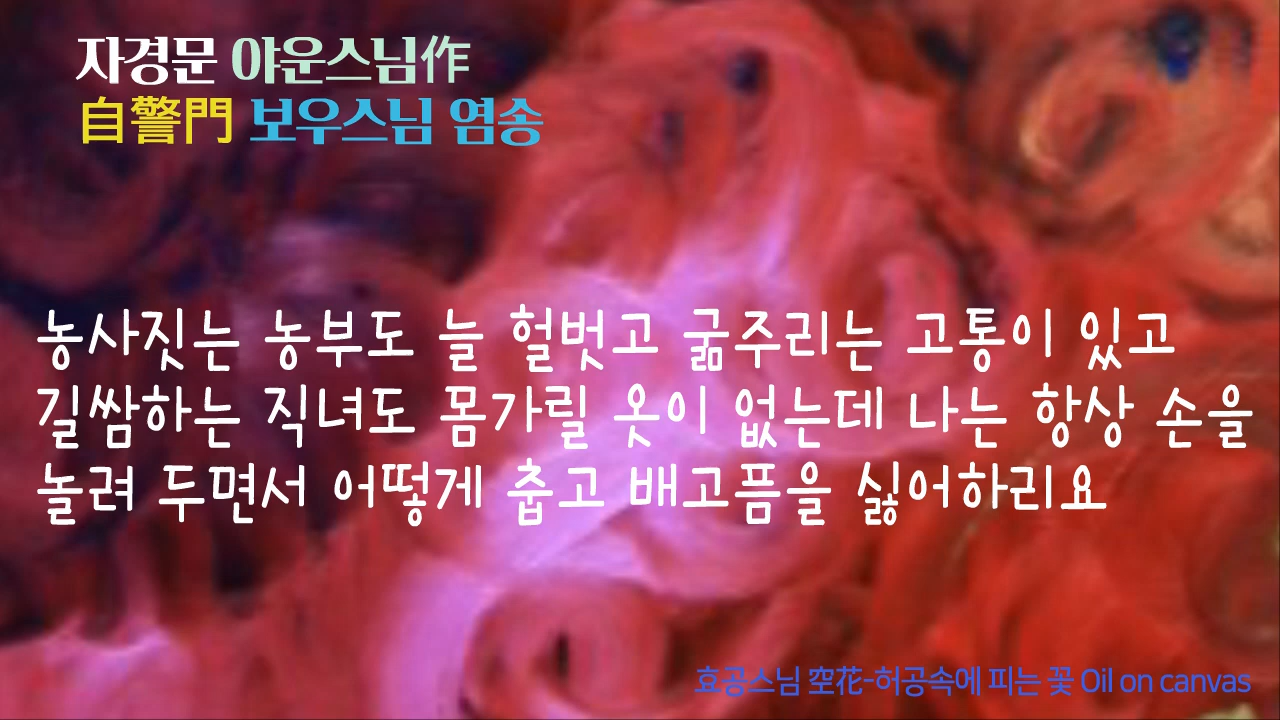 자경문 야운스님作
自警門 보우스님 염송
농사짓는 농부도 늘 헐벗고 굶주리는 고통이 있고
길쌈하는 직녀도 몸가릴 옷이 없는데 나는 항상 손을
놀려 두면서 어떻게 춥고 배고픔을 싫어하리요
효공스님 空花-허공속에 피는 꽃 Oil on canvas